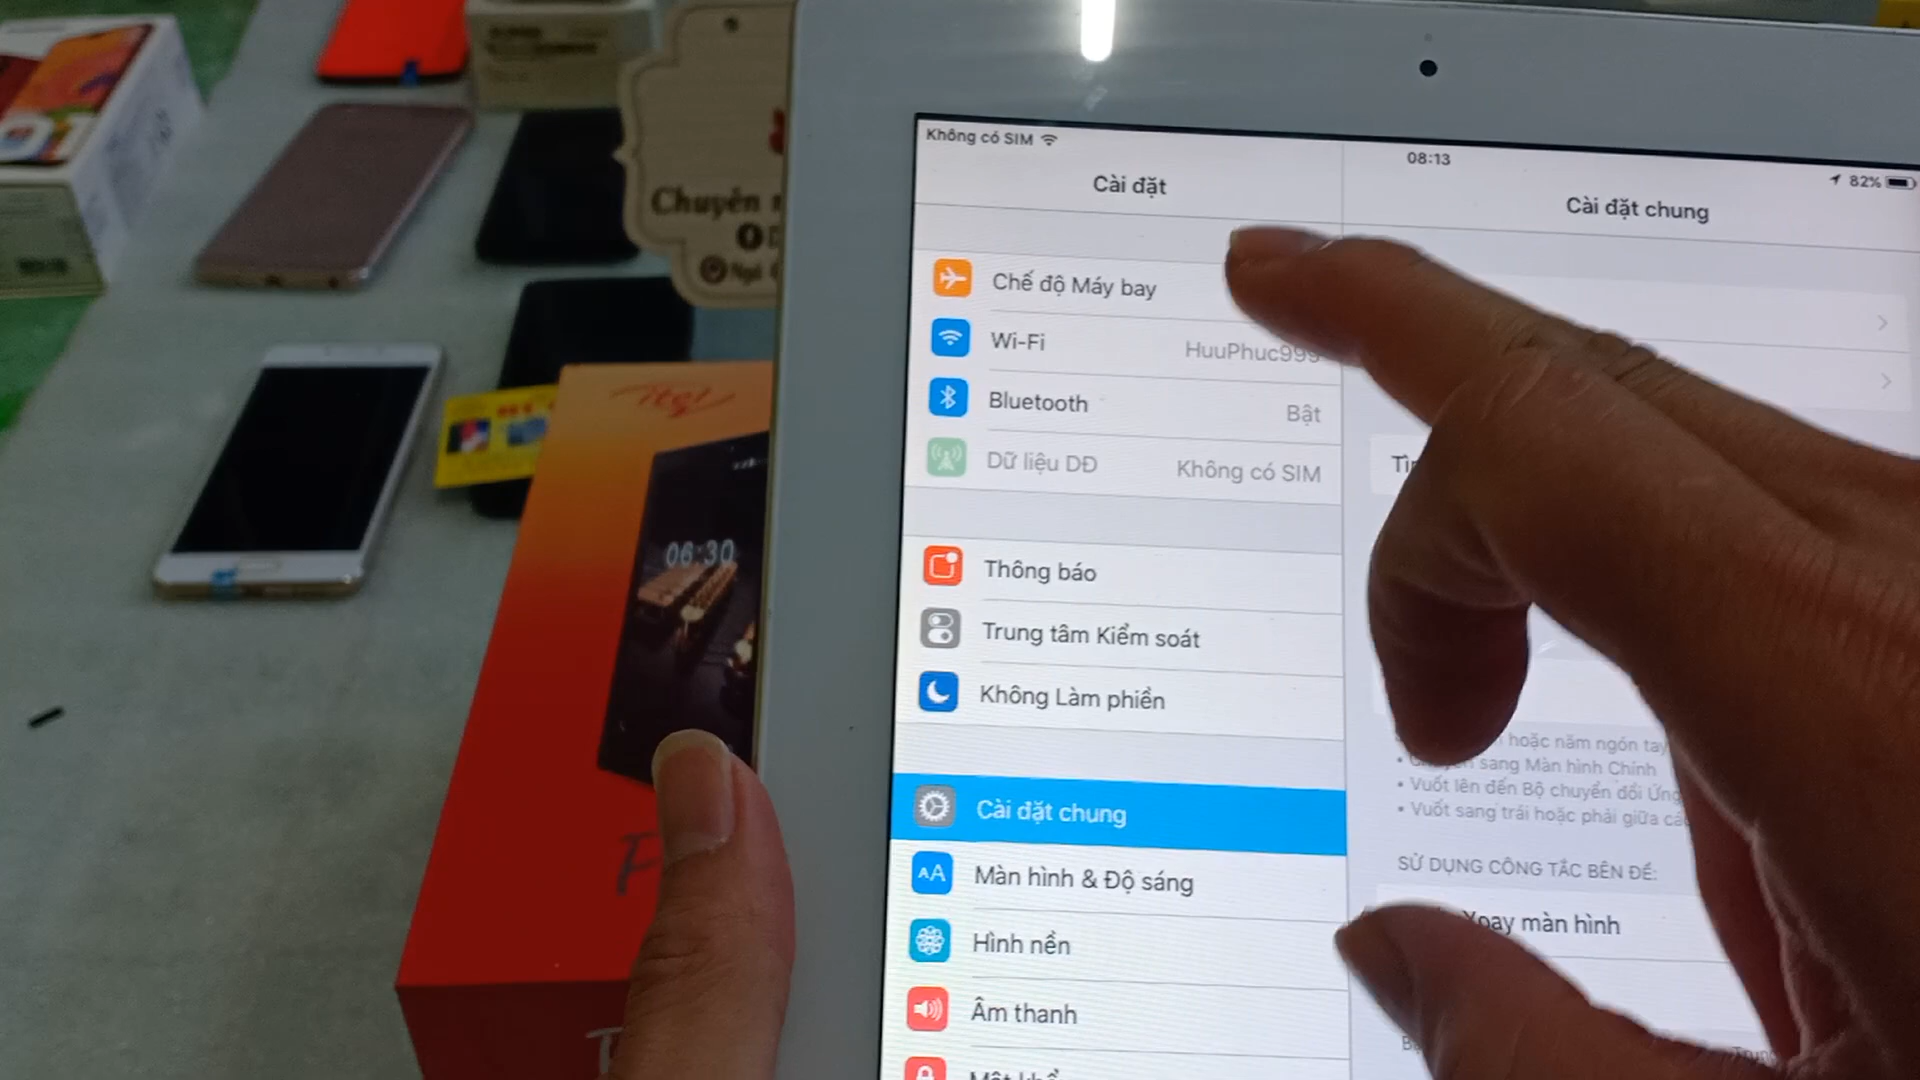 Không có SIM
08:13
82%
Cài đặt
Cài đặt chung
Chế độ Máy bay
Wi-Fi
HuuPhuc999
Bluetooth
Bật
Dữ liệu DĐ
Không có SIM
Thông báo
Trung tâm Kiểm soát
Không Làm phiền
Cài đặt chung
Màn hình & Độ sáng
Hình nền
Âm thanh
hoặc năm ngón tay
sang Màn hình Chính
• Vuốt lên đến Bộ chuyển đổi Ứng
• Vuốt sang trái hoặc phải giữa
SỬ DỤNG CÔNG TẮC BÊN ĐỂ:
Xoay màn hình
Chuyên
Ngã
itel
06:30